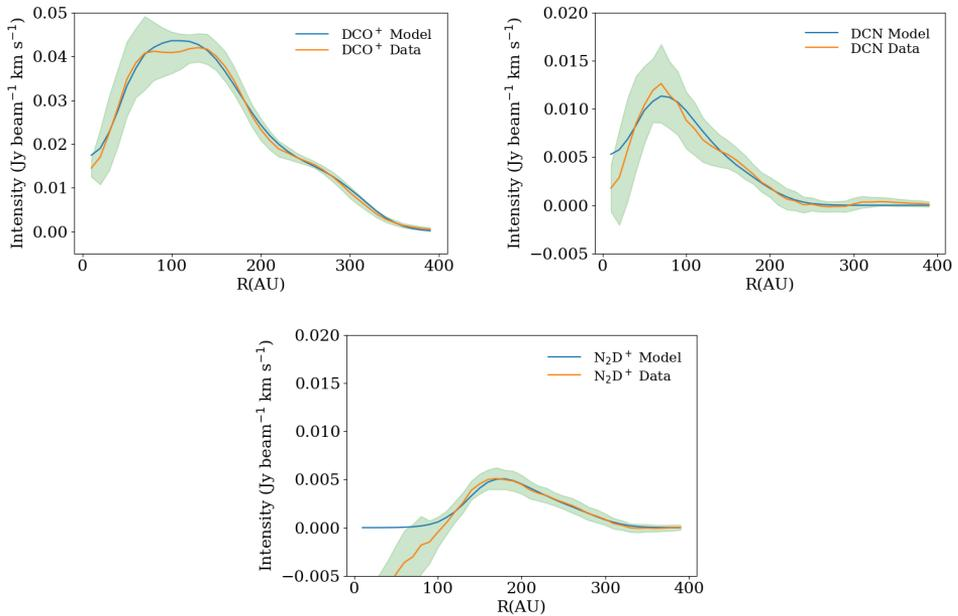 0.05
0.04
0.03
0.02
0.01
0.00
Intensity (Jy beam⁻¹ km s⁻¹)
DCO⁺ Model
DCO⁺ Data
0 100 200 300 400
R(AU)
0.020
0.015
0.010
0.005
0.000
−0.005
Intensity (Jy beam⁻¹ km s⁻¹)
DCN Model
DCN Data
0 100 200 300 400
R(AU)
0.020
0.015
0.010
0.005
0.000
−0.005
Intensity (Jy beam⁻¹ km s⁻¹)
N₂D⁺ Model
N₂D⁺ Data
0 100 200 300 400
R(AU)